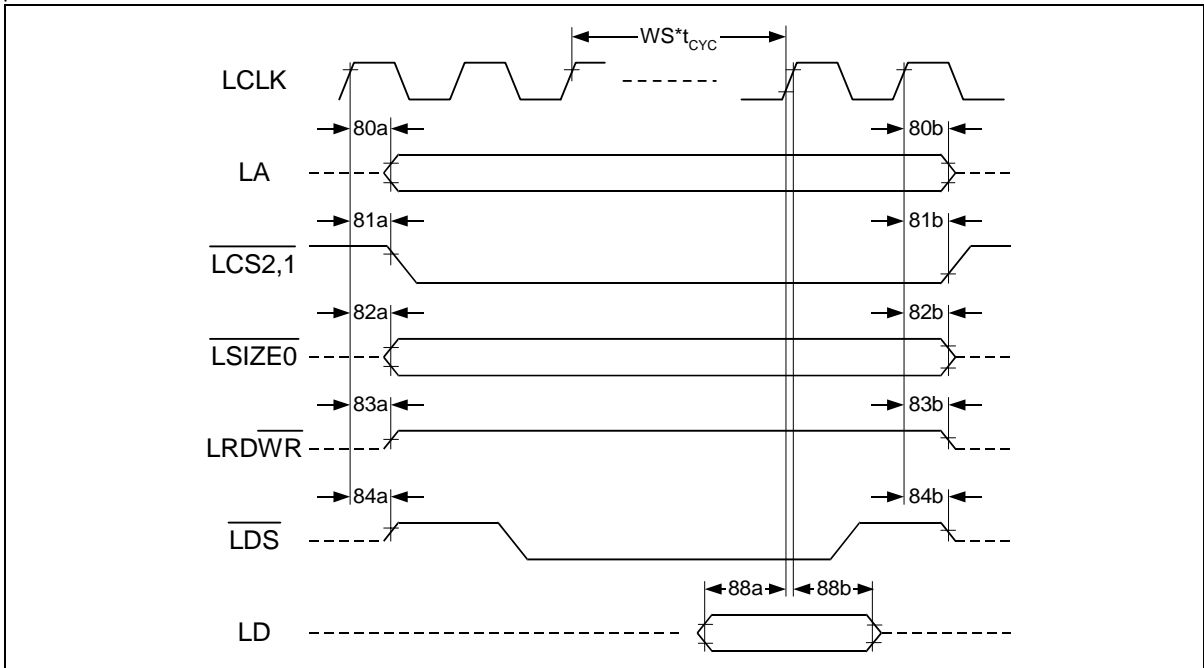 WS*tCYC
LCLK
80a 80b
LA
81a 81b
LCS2,1
82a 82b
LSIZE0
83a 83b
LRDWR
84a 84b
LDS
88a 88b
LD